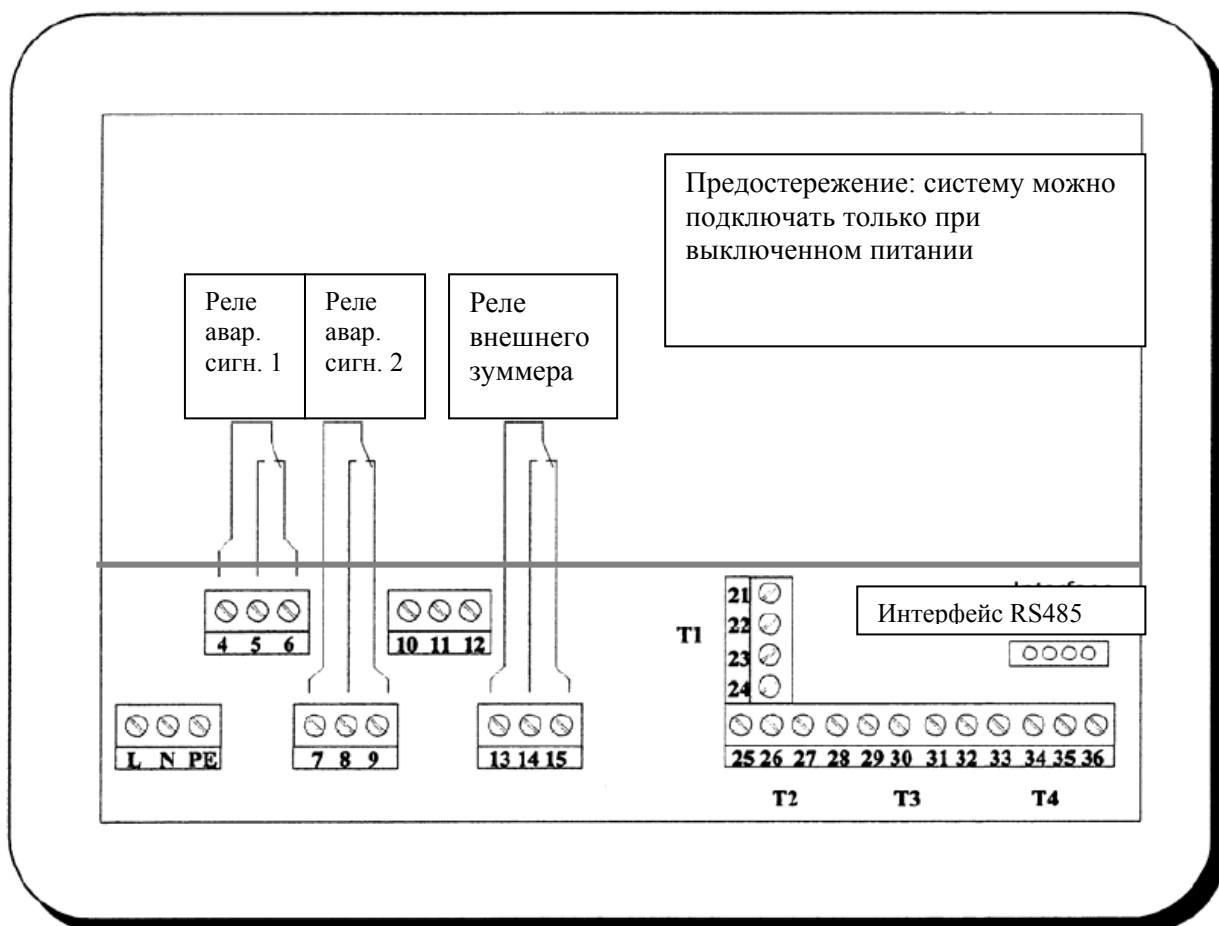 Предостережение: систему можно
подключать только при
выключенном питании
Реле
авар.
сигн. 1
Реле
авар.
сигн. 2
Реле
внешнего
зуммера
Интерфейс RS485
T1
21
22
23
24
4 5 6
10 11 12
L N PE
7 8 9
13 14 15
25 26 27 28 29 30 31 32 33 34 35 36
T2 T3 T4